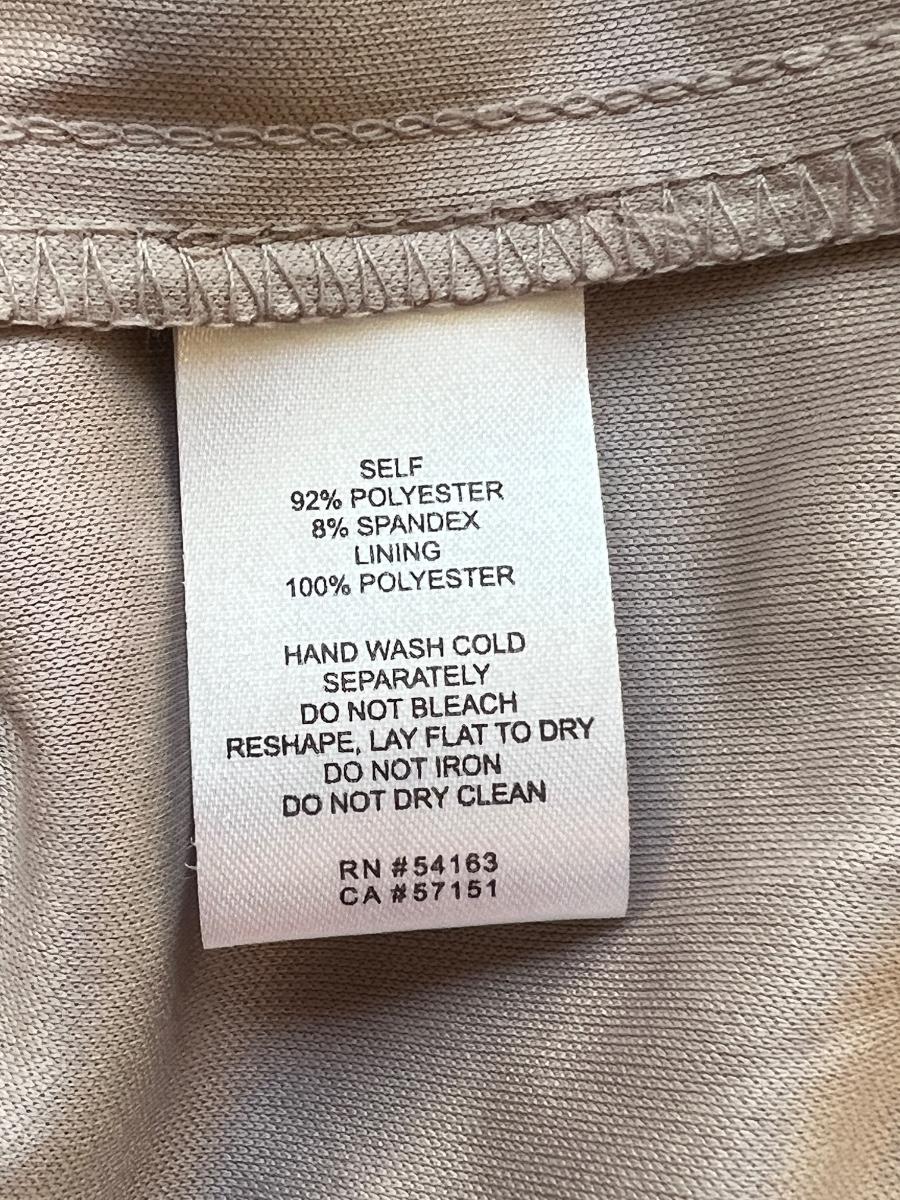 SELF
92% POLYESTER
8% SPANDEX
LINING
100% POLYESTER
HAND WASH COLD
SEPARATELY
DO NOT BLEACH
RESHAPE, LAY FLAT TO DRY
DO NOT IRON
DO NOT DRY CLEAN
RN #54163
CA #57151